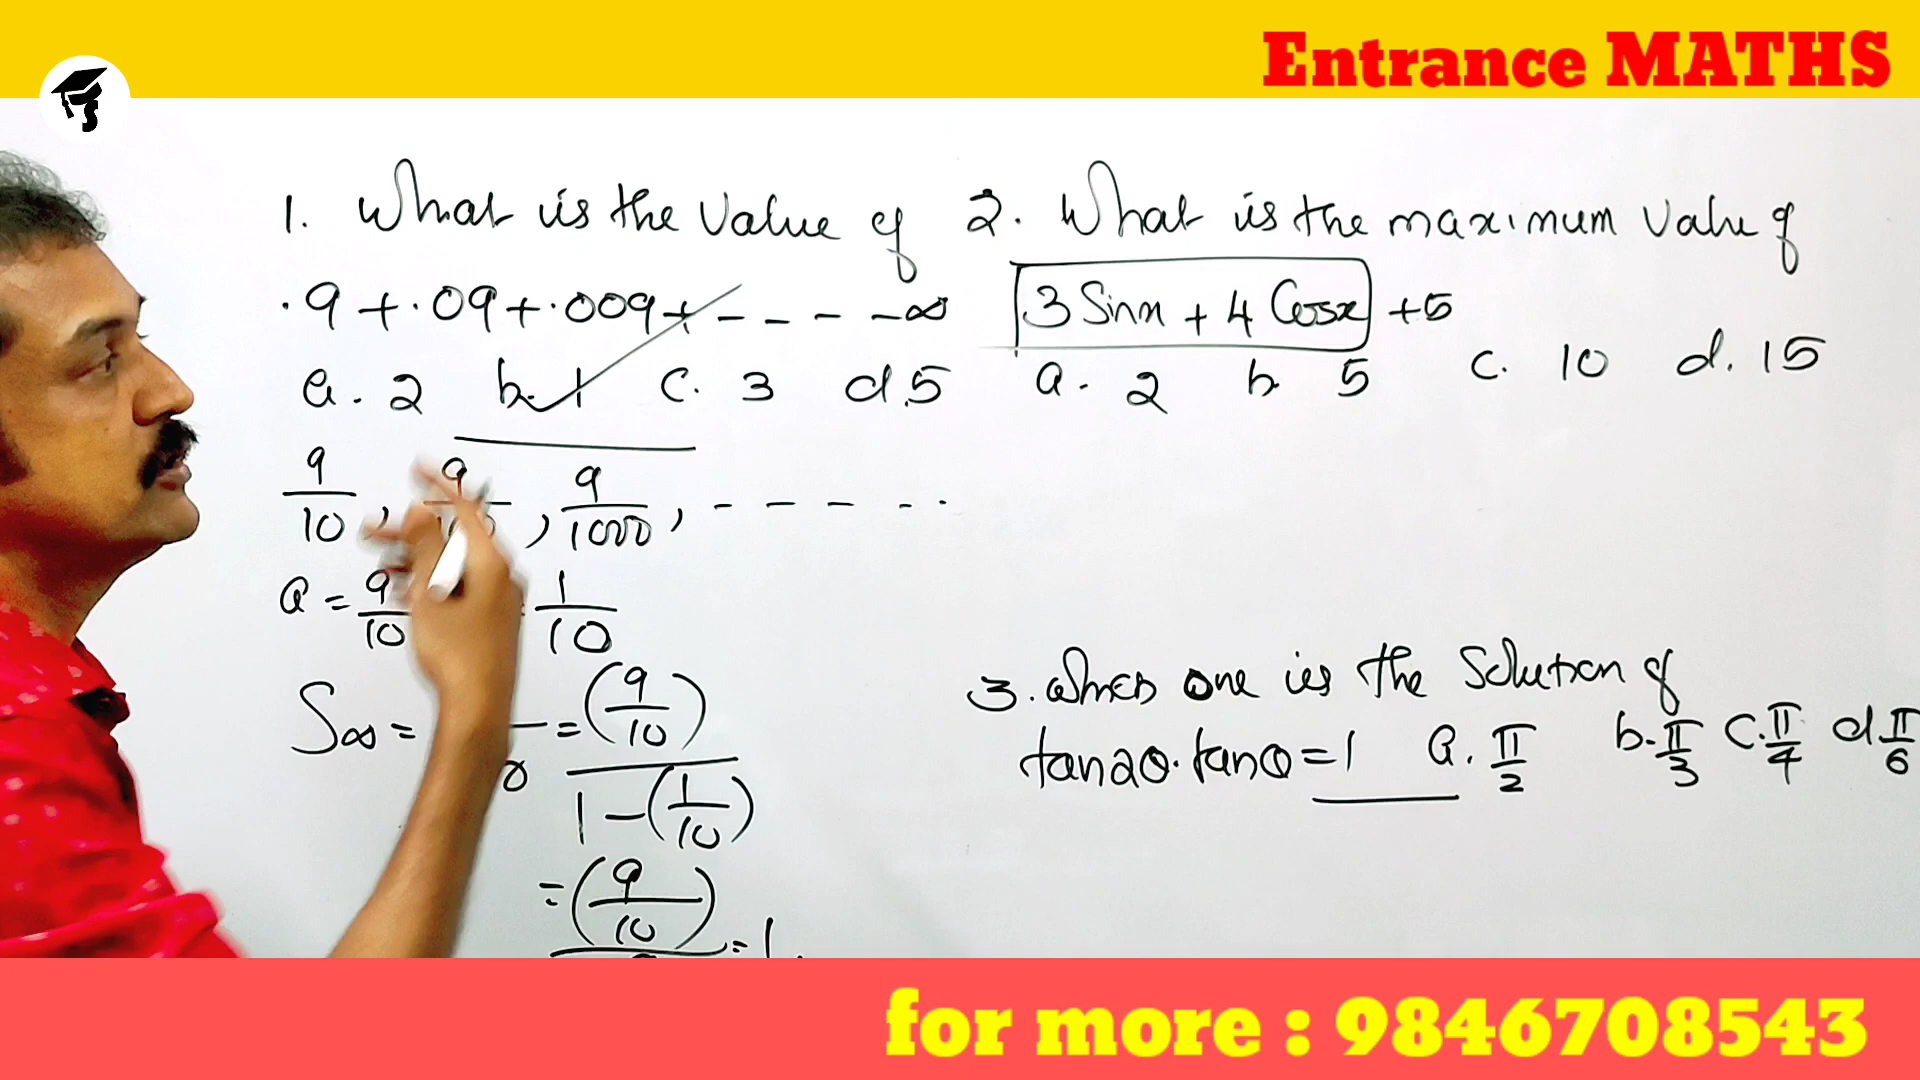 Entrance MATHS
1. What is the value of
.9 + .09 + .009 + - - - - ∞
a. 2 b. 1 c. 3 d. 5
9/10, 9/, 9/1000, - - - - -
a = 9/10 1/10
S∞ = = (9/10) / 1 - (1/10)
= (9/10) = 1
2. What is the maximum value of
3 Sinx + 4 Cosx + 5
a. 2 b 5 c. 10 d. 15
3. which one is the Solution of
tan2θ.tanθ = 1 a. π/2 b. π/3 c. π/4 d. π/6
for more : 9846708543